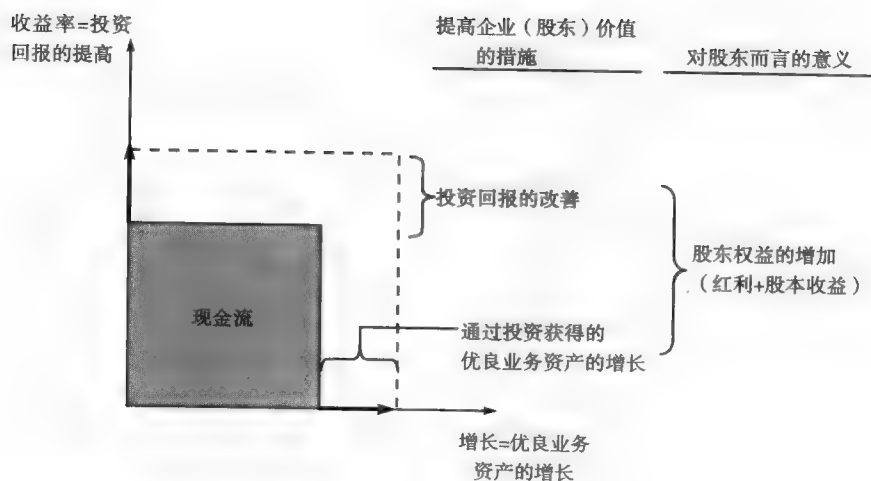 收益率=投资
回报的提高
提高企业（股东）价值
的措施
对股东而言的意义
投资回报的改善
股东权益的增加
（红利+股本收益）
现金流
通过投资获得的
优良业务资产的增长
增长=优良业务
资产的增长